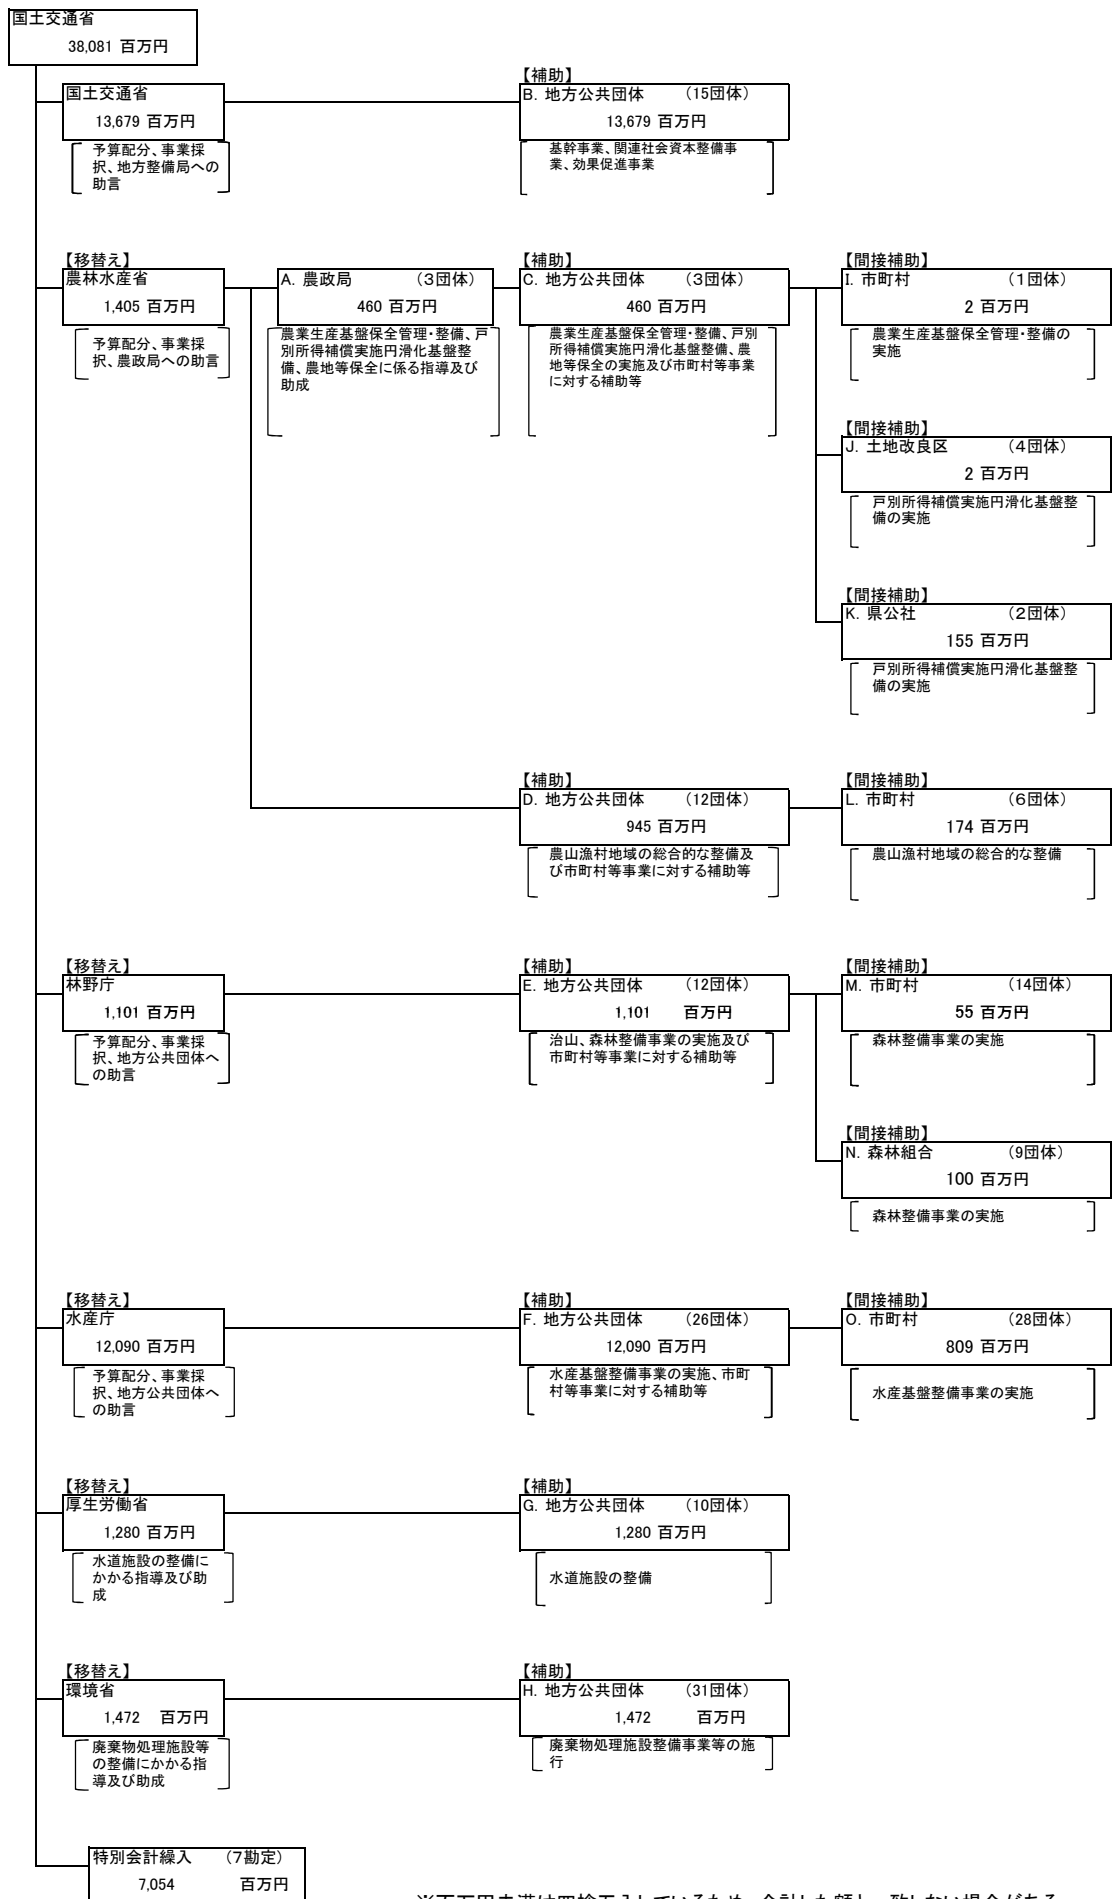 国土交通省
38,081 百万円
国土交通省
13,679 百万円
予算配分、事業採
択、地方整備局への
助言
【補助】
B. 地方公共団体 （15団体）
13,679 百万円
基幹事業、関連社会資本整備事
業、効果促進事業
【移替え】
農林水産省
1,405 百万円
予算配分、事業採
択、農政局への助言
A. 農政局 （3団体）
460 百万円
農業生産基盤保全管理・整備、戸
別所得補償実施円滑化基盤整
備、農地等保全に係る指導及び
助成
【補助】
C. 地方公共団体 （3団体）
460 百万円
農業生産基盤保全管理・整備、戸別
所得補償実施円滑化基盤整備、農
地等保全の実施及び市町村等事業
に対する補助等
【間接補助】
I. 市町村 （1団体）
2 百万円
農業生産基盤保全管理・整備の
実施
【間接補助】
J. 土地改良区 （4団体）
2 百万円
戸別所得補償実施円滑化基盤整
備の実施
【間接補助】
K. 県公社 （2団体）
155 百万円
戸別所得補償実施円滑化基盤整
備の実施
【補助】
D. 地方公共団体 （12団体）
945 百万円
農山漁村地域の総合的な整備及
び市町村等事業に対する補助等
【間接補助】
L. 市町村 （6団体）
174 百万円
農山漁村地域の総合的な整備
【移替え】
林野庁
1,101 百万円
予算配分、事業採
択、地方公共団体へ
の助言
【補助】
E. 地方公共団体 （12団体）
1,101 百万円
治山、森林整備事業の実施及び
市町村等事業に対する補助等
【間接補助】
M. 市町村 （14団体）
55 百万円
森林整備事業の実施
【間接補助】
N. 森林組合 （9団体）
100 百万円
森林整備事業の実施
【移替え】
水産庁
12,090 百万円
予算配分、事業採
択、地方公共団体へ
の助言
【補助】
F. 地方公共団体 （26団体）
12,090 百万円
水産基盤整備事業の実施、市町
村等事業に対する補助等
【間接補助】
O. 市町村 （28団体）
809 百万円
水産基盤整備事業の実施
【移替え】
厚生労働省
1,280 百万円
水道施設の整備に
かかる指導及び助
成
【補助】
G. 地方公共団体 （10団体）
1,280 百万円
水道施設の整備
【移替え】
環境省
1,472 百万円
廃棄物処理施設等
の整備にかかる指
導及び助成
【補助】
H. 地方公共団体 （31団体）
1,472 百万円
廃棄物処理施設整備事業等の施
行
特別会計繰入 （7勘定）
7,054 百万円
※百万円未満は四捨五入しているため、合計した額と一致しない場合がある